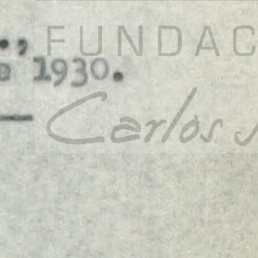 .,
e 1930.
—
FUNDAC
Carlos